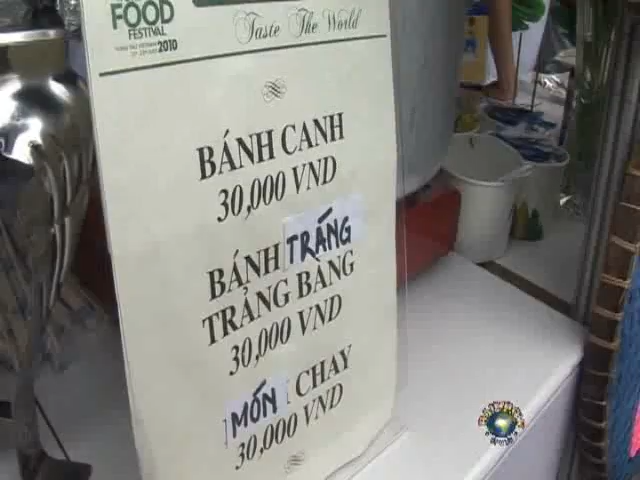 FOOD
FESTIVAL
2010
Taste The World
BÁNH CANH
30,000 VND
BÁNH TRÁNG
TRẢNG BÀNG
30,000 VND
MÓN CHAY
30,000 VND